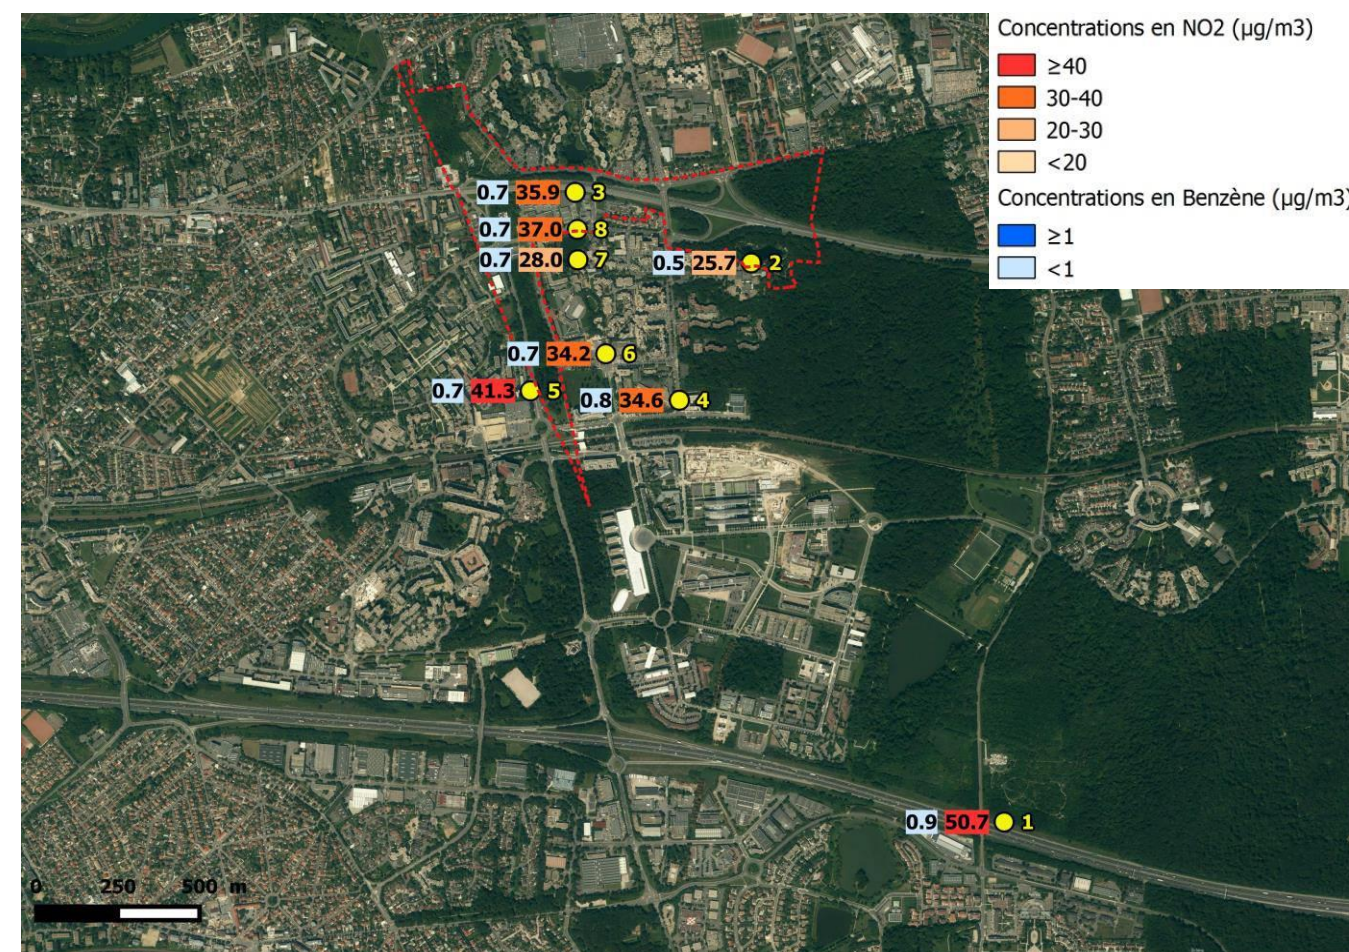 Concentrations en NO2 (µg/m3)
≥40
30-40
20-30
<20
Concentrations en Benzène (µg/m3)
≥1
<1
0.7 35.9 3
0.7 37.0 8
0.7 28.0 7
0.5 25.7 2
0.7 34.2 6
0.7 41.3 5
0.8 34.6 4
0.9 50.7 1
0 250 500 m